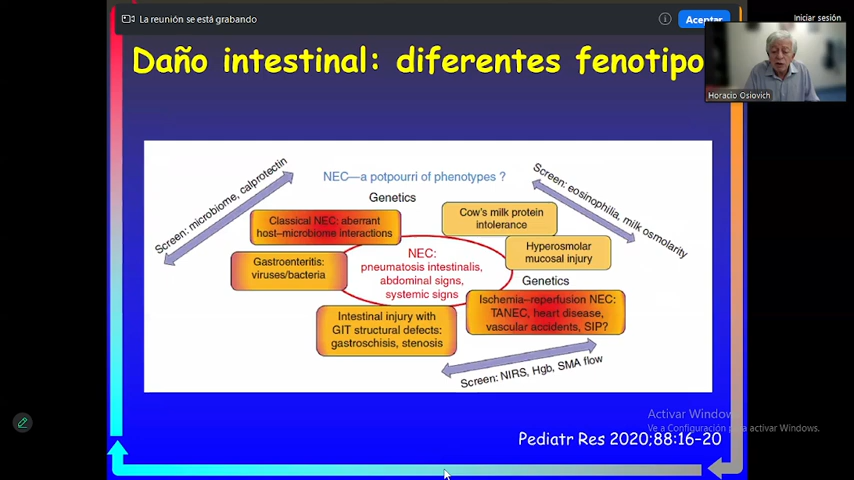 La reunión se está grabando
Aceptar
Iniciar sesión
Daño intestinal: diferentes fenotipo
Horacio Osiovich
NEC—a potpourri of phenotypes ?
Screen: microbiome, calprotectin
Screen: eosinophilia, milk osmolarity
Genetics
Classical NEC: aberrant
host–microbiome interactions
Cow's milk protein
intolerance
Gastroenteritis:
viruses/bacteria
NEC:
pneumatosis intestinalis,
abdominal signs,
systemic signs
Hyperosmolar
mucosal injury
Genetics
Intestinal injury with
GIT structural defects:
gastroschisis, stenosis
Ischemia–reperfusion NEC:
TANEC, heart disease,
vascular accidents, SIP?
Screen: NIRS, Hgb, SMA flow
Activar Windows
Ve a Configuración para activar Windows.
Pediatr Res 2020;88:16–20